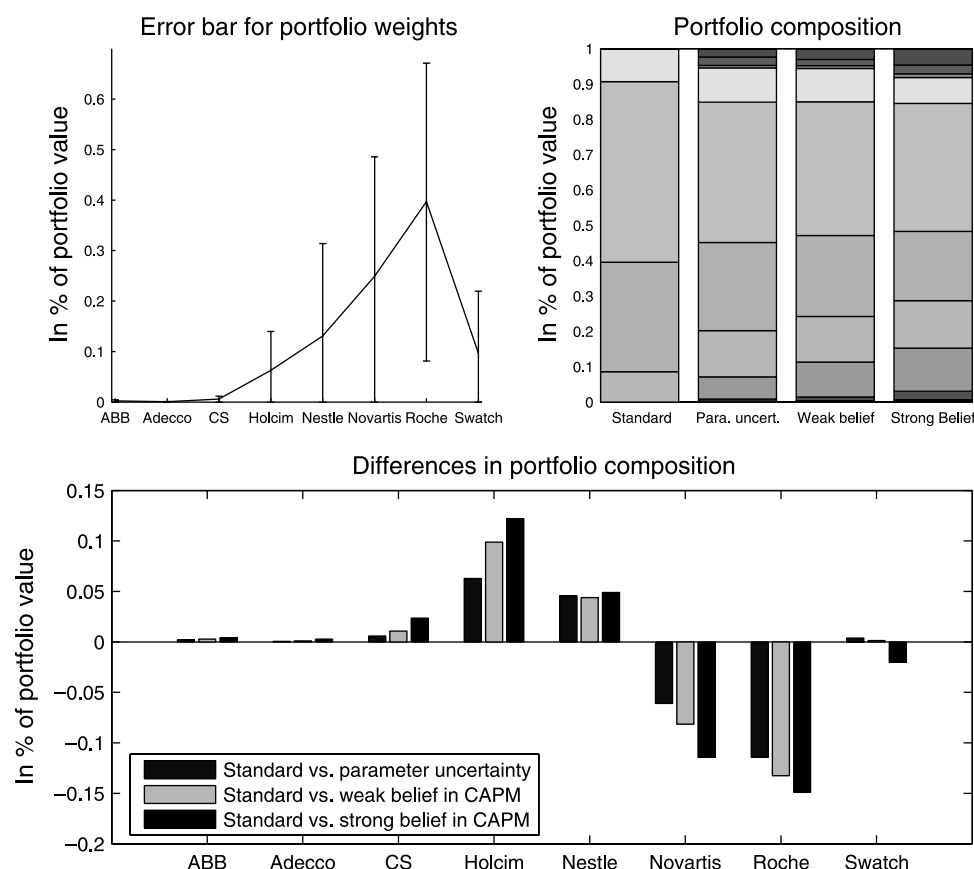 Error bar for portfolio weights
In % of portfolio value
0.6
0.5
0.4
0.3
0.2
0.1
0
ABB Adecco CS Holcim Nestle Novartis Roche Swatch
Portfolio composition
In % of portfolio value
1
0.9
0.8
0.7
0.6
0.5
0.4
0.3
0.2
0.1
0
Standard Para. uncert. Weak belief Strong Belief
Differences in portfolio composition
In % of portfolio value
0.15
0.1
0.05
0
−0.05
−0.1
−0.15
−0.2
Standard vs. parameter uncertainty
Standard vs. weak belief in CAPM
Standard vs. strong belief in CAPM
ABB Adecco CS Holcim Nestle Novartis Roche Swatch